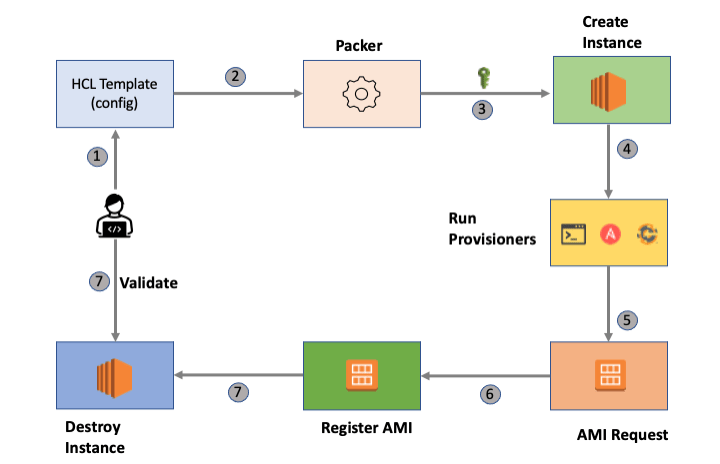 Create
Instance
Packer
HCL Template
(config)
2
3
1
4
</>
Run
Provisioners
>_
A
7
Validate
5
7
6
Destroy
Instance
Register AMI
AMI Request